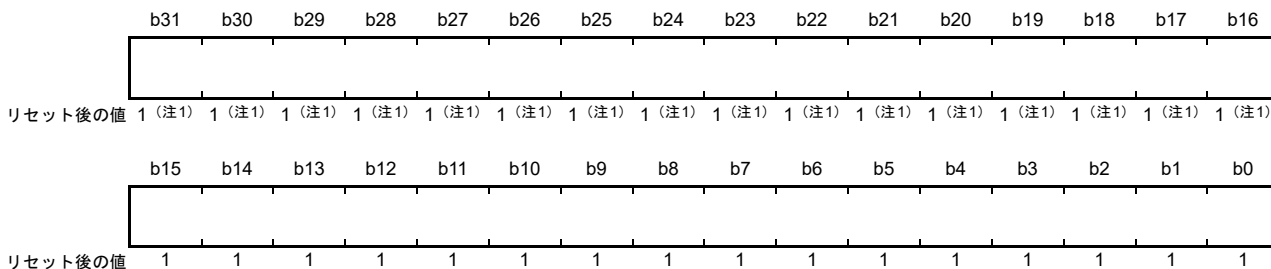 b31 b30 b29 b28 b27 b26 b25 b24 b23 b22 b21 b20 b19 b18 b17 b16
リセット後の値 1（注1） 1（注1） 1（注1） 1（注1） 1（注1） 1（注1） 1（注1） 1（注1） 1（注1） 1（注1） 1（注1） 1（注1） 1（注1） 1（注1） 1（注1） 1（注1）
b15 b14 b13 b12 b11 b10 b9 b8 b7 b6 b5 b4 b3 b2 b1 b0
リセット後の値 1 1 1 1 1 1 1 1 1 1 1 1 1 1 1 1